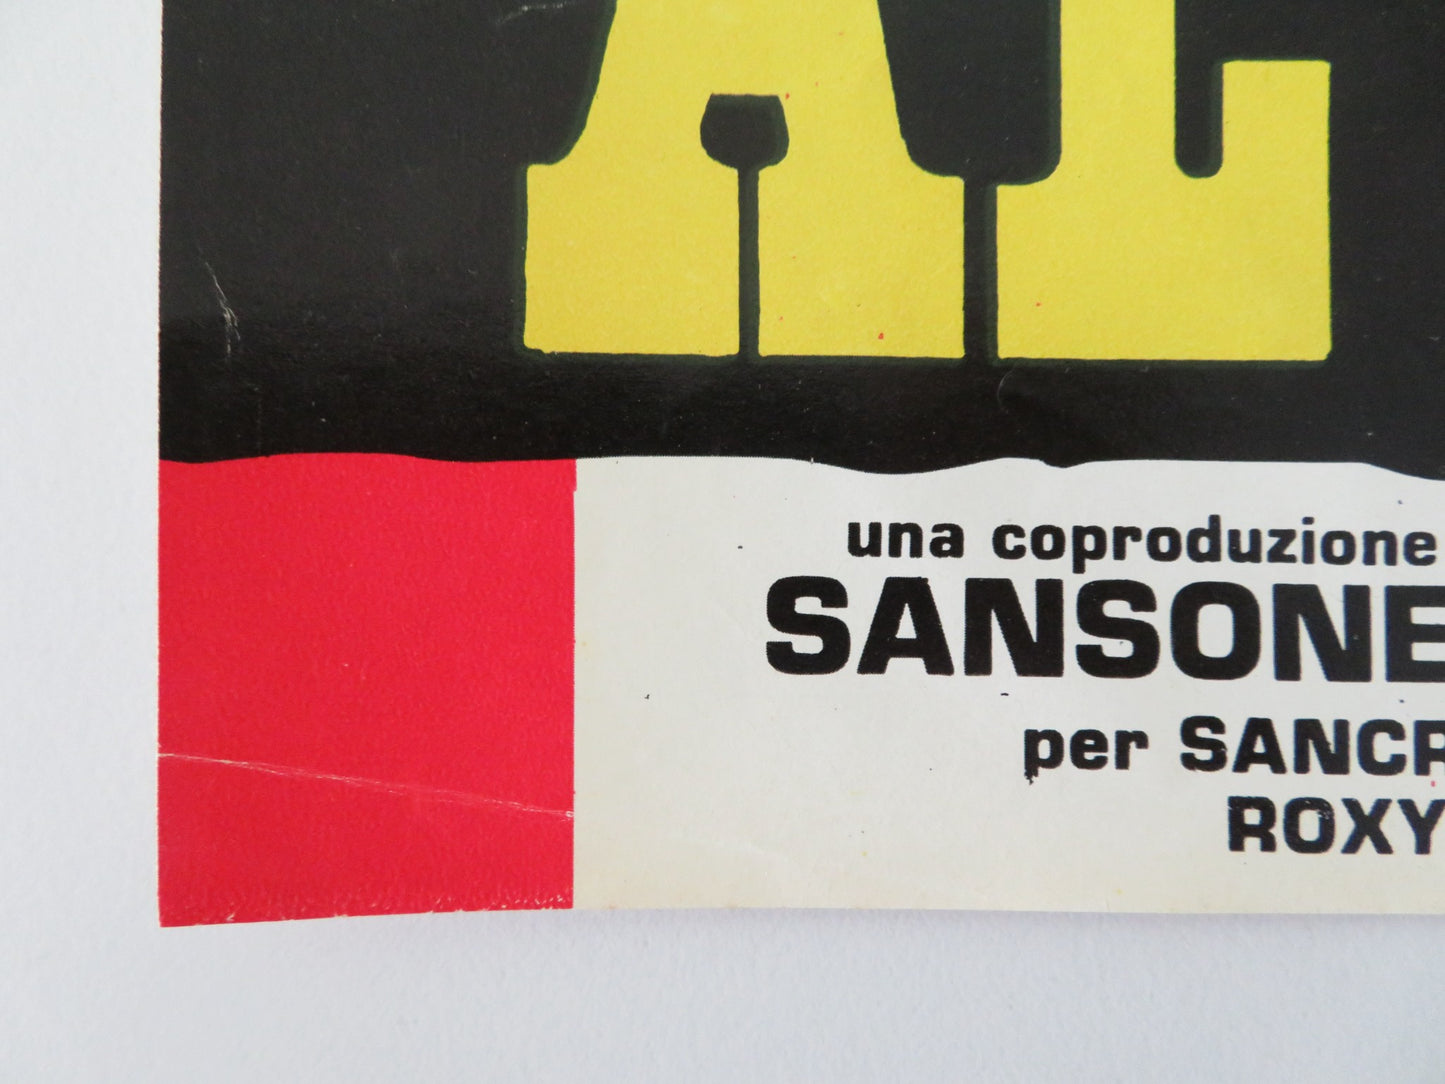 AL
una coproduzione
SANSONE
per SANCR
ROXY